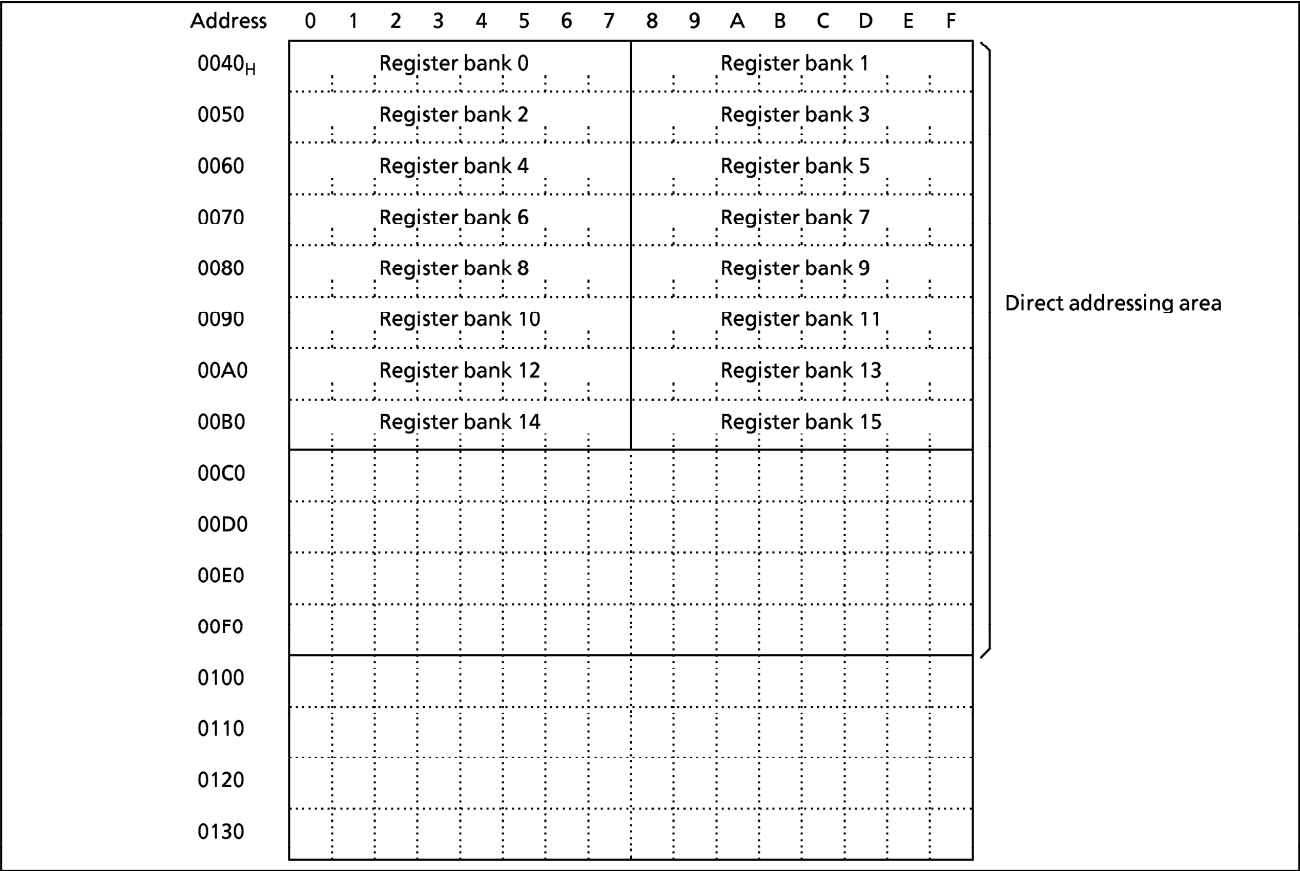 Address 0 1 2 3 4 5 6 7 8 9 A B C D E F
0040H Register bank 0 Register bank 1
0050 Register bank 2 Register bank 3
0060 Register bank 4 Register bank 5
0070 Register bank 6 Register bank 7
0080 Register bank 8 Register bank 9
Direct addressing area
0090 Register bank 10 Register bank 11
00A0 Register bank 12 Register bank 13
00B0 Register bank 14 Register bank 15
00C0
00D0
00E0
00F0
0100
0110
0120
0130